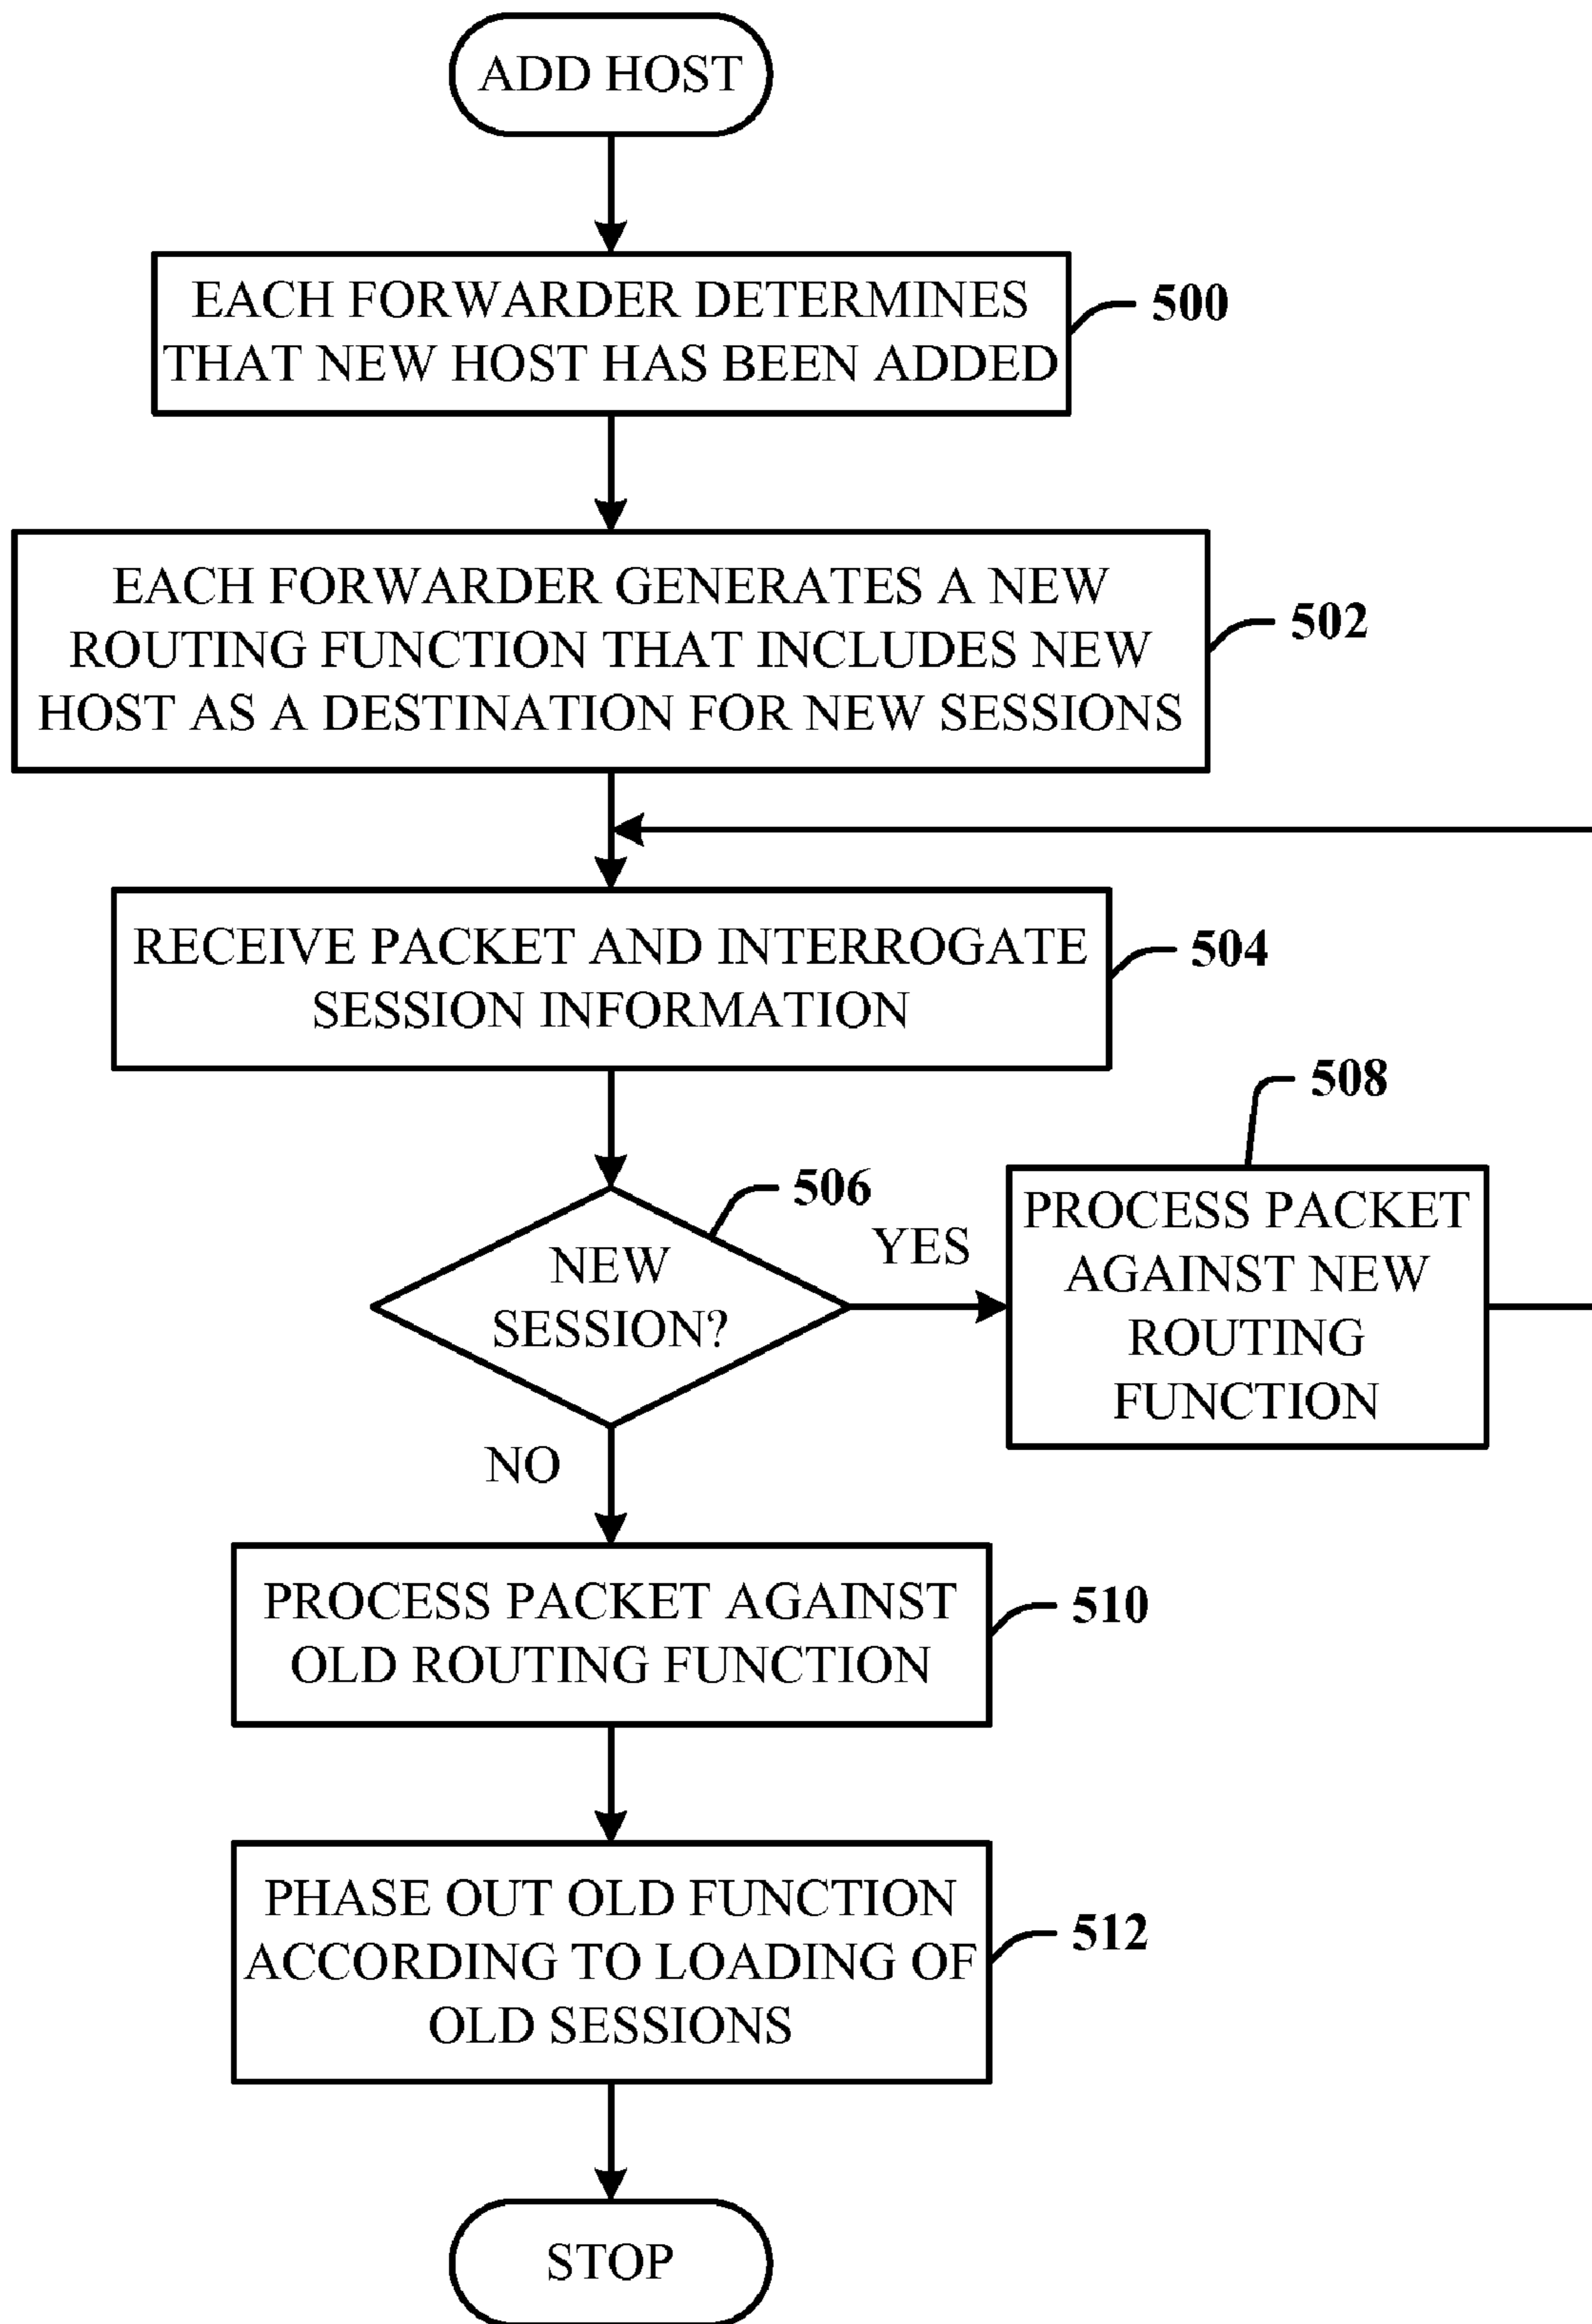 ADD HOST
EACH FORWARDER DETERMINES
THAT NEW HOST HAS BEEN ADDED
500
EACH FORWARDER GENERATES A NEW
ROUTING FUNCTION THAT INCLUDES NEW
HOST AS A DESTINATION FOR NEW SESSIONS
502
RECEIVE PACKET AND INTERROGATE
SESSION INFORMATION
504
NEW
SESSION?
506
YES
508
PROCESS PACKET
AGAINST NEW
ROUTING
FUNCTION
NO
PROCESS PACKET AGAINST
OLD ROUTING FUNCTION
510
PHASE OUT OLD FUNCTION
ACCORDING TO LOADING OF
OLD SESSIONS
512
STOP